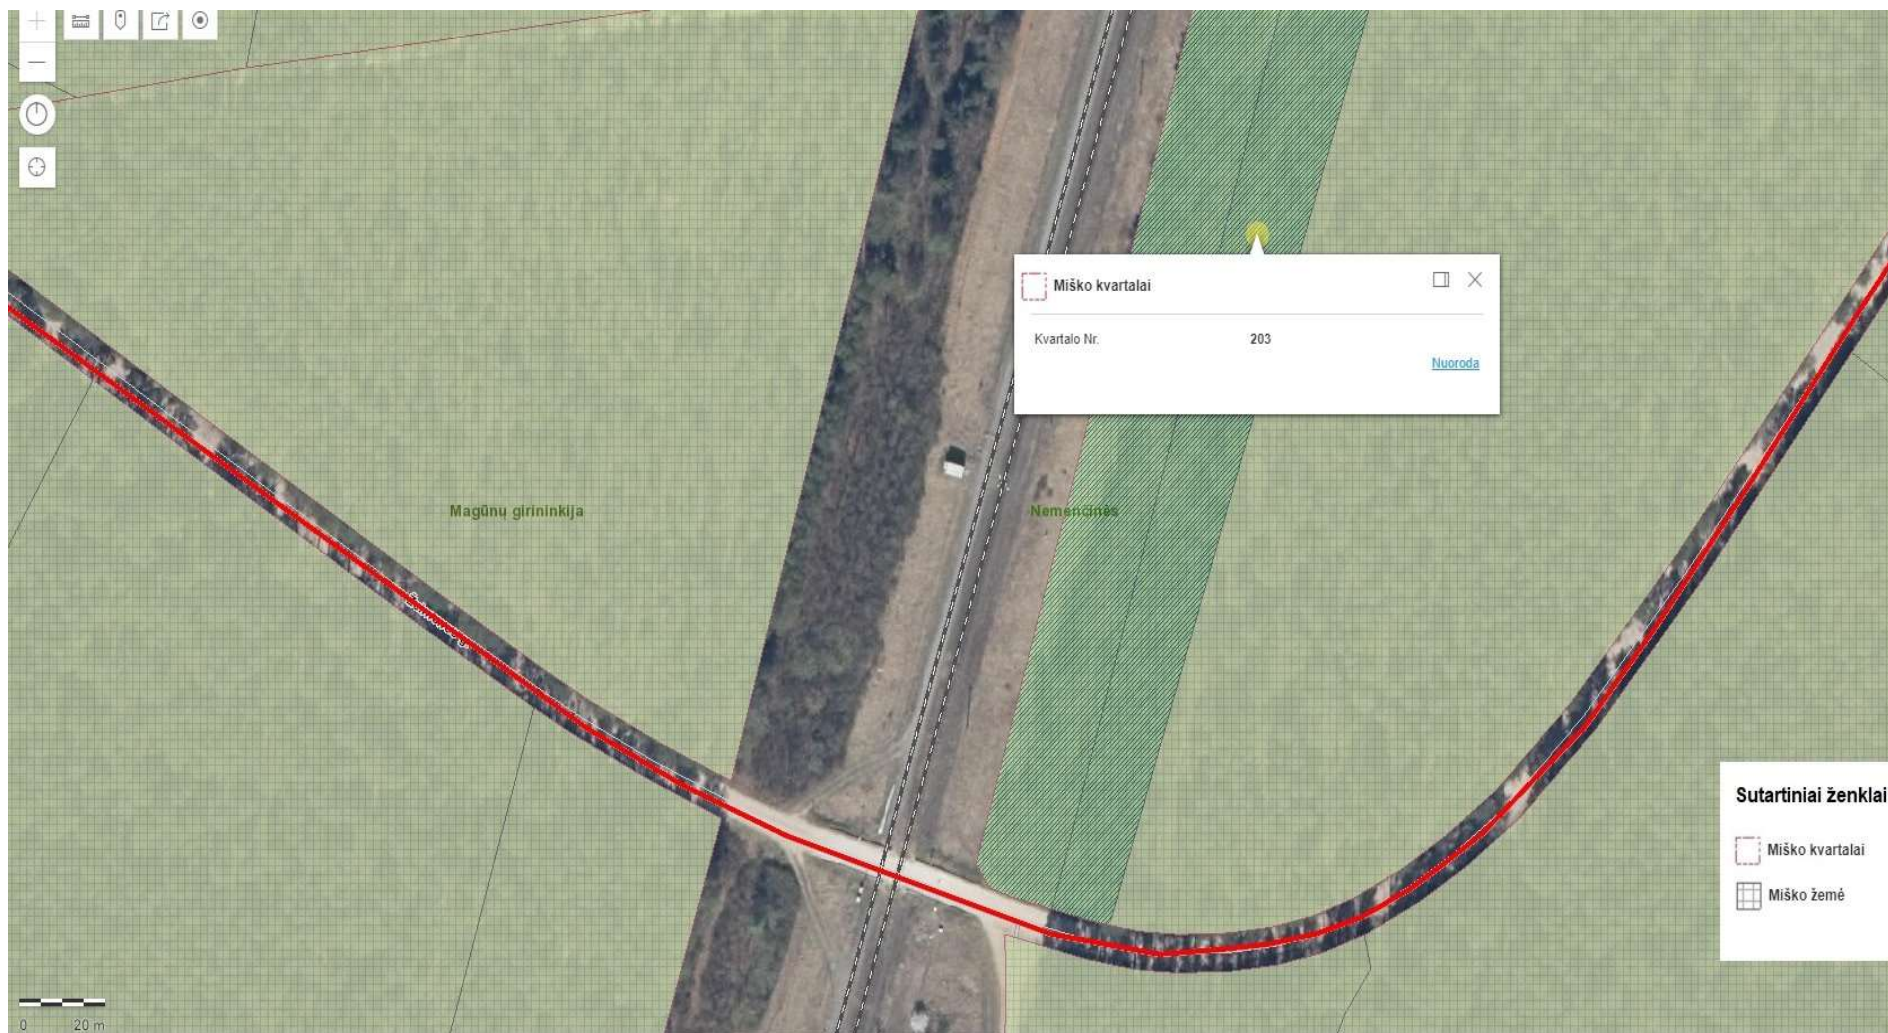 Miško kvartalai
Kvartalo Nr. 203
Nuoroda
Magūnų girininkija
Nemenčinės
Sutartiniai ženklai
Miško kvartalai
Miško žemė
0 20 m